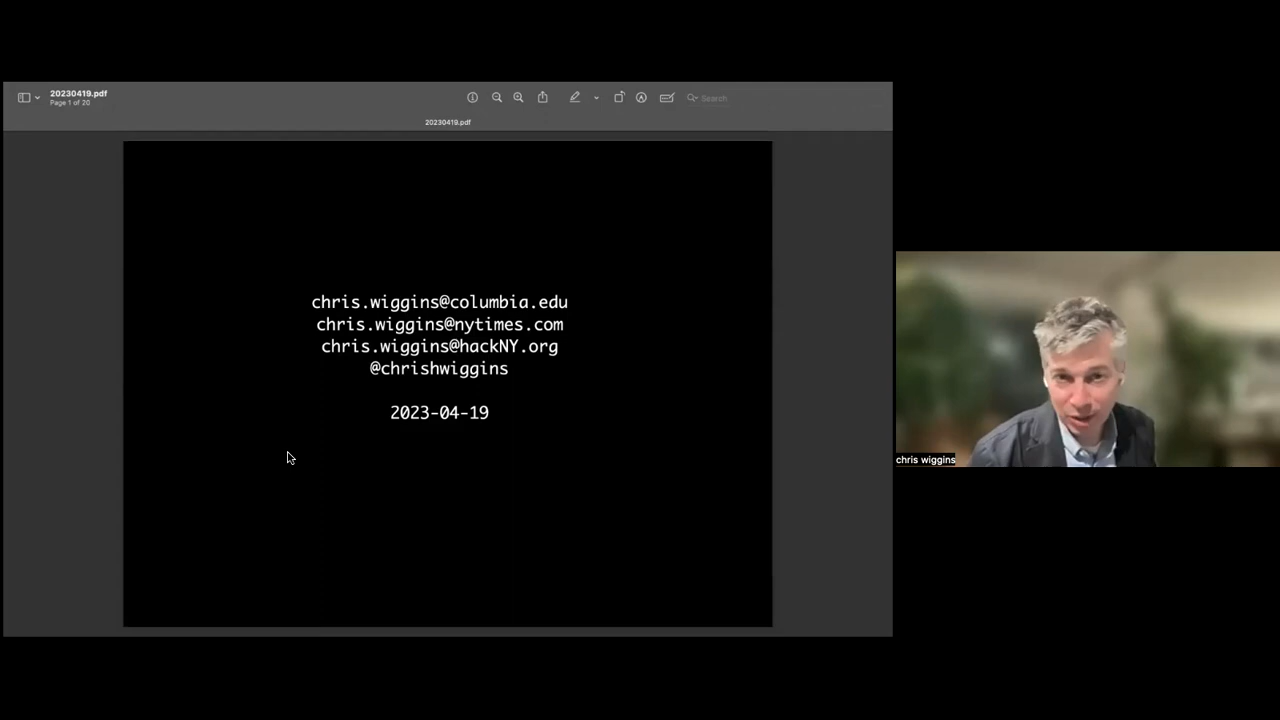 20230419.pdf
Page 1 of 20
Search
20230419.pdf
chris.wiggins@columbia.edu
chris.wiggins@nytimes.com
chris.wiggins@hackNY.org
@chrishwiggins
2023-04-19
chris wiggins